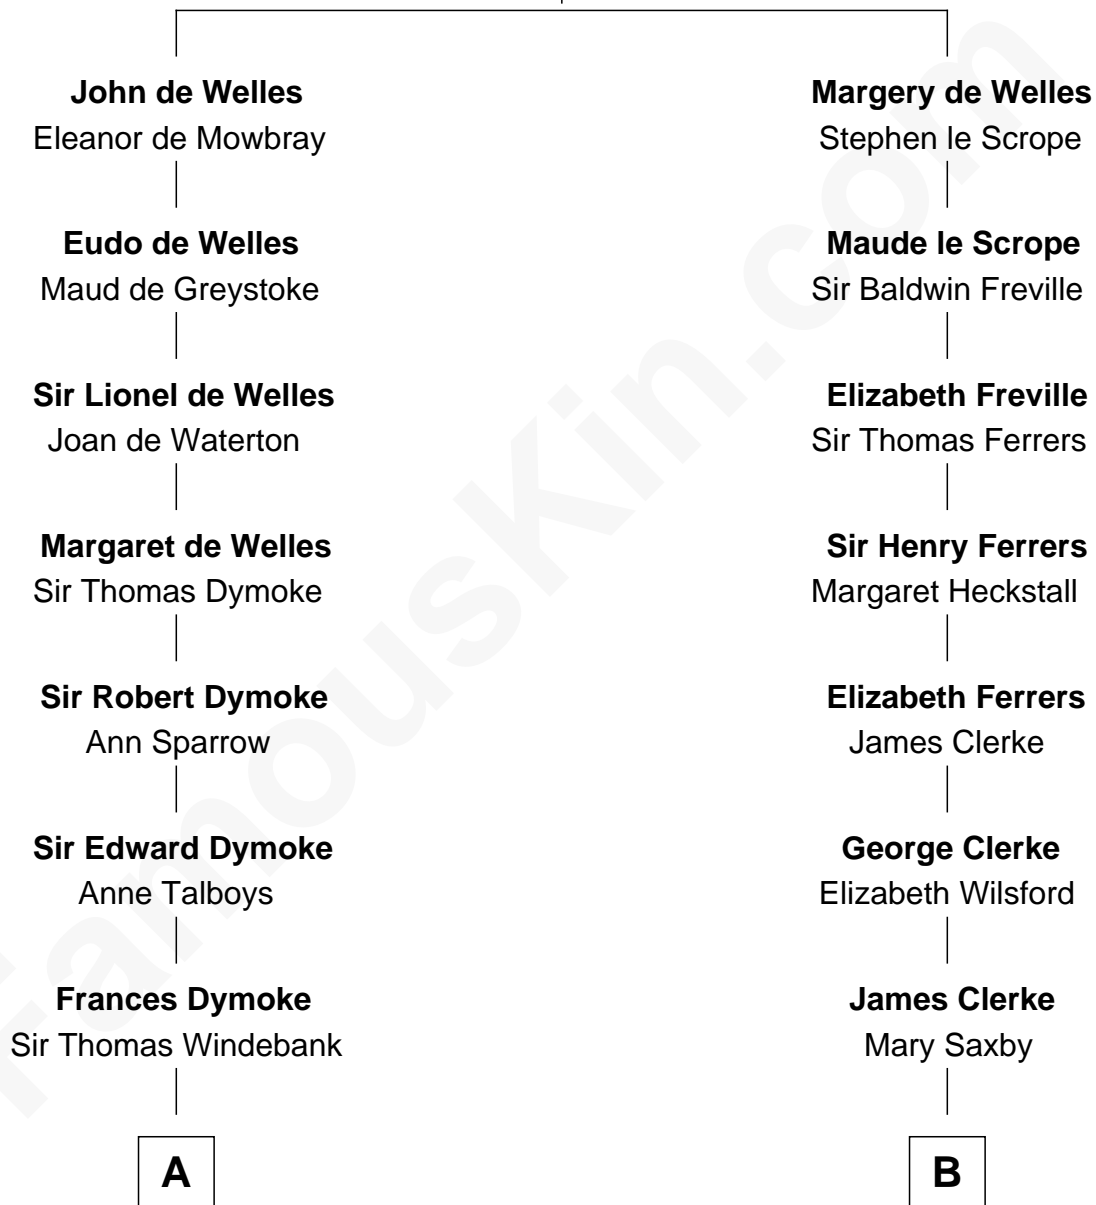 John de Welles
Eleanor de Mowbray
Eudo de Welles
Maud de Greystoke
Sir Lionel de Welles
Joan de Waterton
Margaret de Welles
Sir Thomas Dymoke
Sir Robert Dymoke
Ann Sparrow
Sir Edward Dymoke
Anne Talboys
Frances Dymoke
Sir Thomas Windebank
A
Margery de Welles
Stephen le Scrope
Maude le Scrope
Sir Baldwin Freville
Elizabeth Freville
Sir Thomas Ferrers
Sir Henry Ferrers
Margaret Heckstall
Elizabeth Ferrers
James Clerke
George Clerke
Elizabeth Wilsford
James Clerke
Mary Saxby
B
FamousKin.com